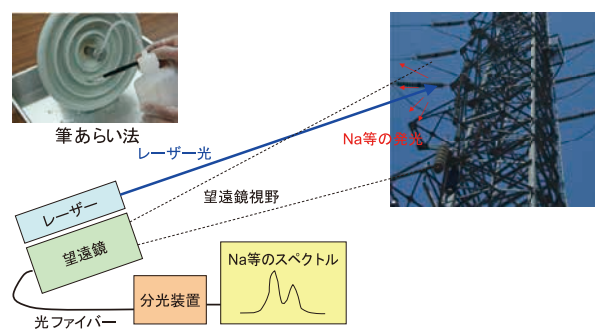 筆あらい法
レーザー光
Na等の発光
望遠鏡視野
レーザー
望遠鏡
Na等のスペクトル
分光装置
光ファイバー